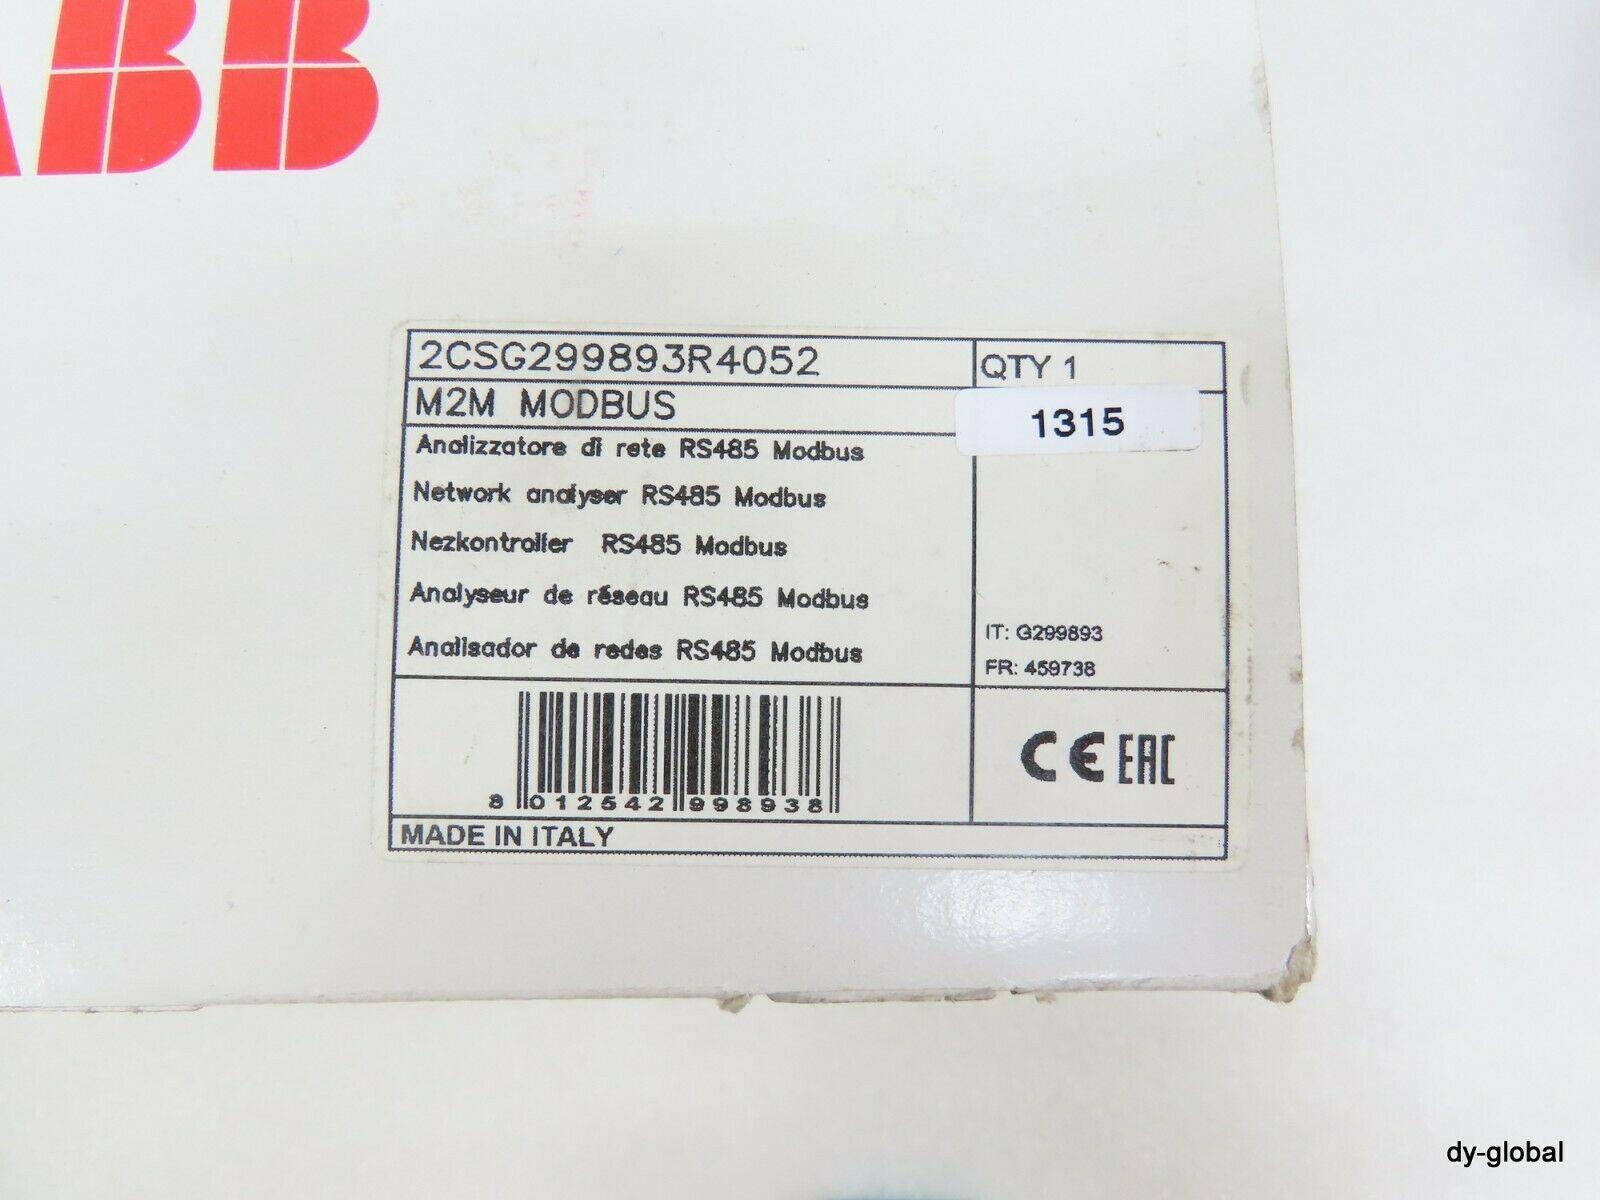 ABB
2CSG299893R4052
QTY 1
M2M MODBUS
1315
Analizzatore di rete RS485 Modbus
Network analyser RS485 Modbus
Nezkontroller RS485 Modbus
Analyseur de réseau RS485 Modbus
Analisador de redes RS485 Modbus
IT: G299893
FR: 459738
8 012542 998938
CE EAC
MADE IN ITALY
dy-global